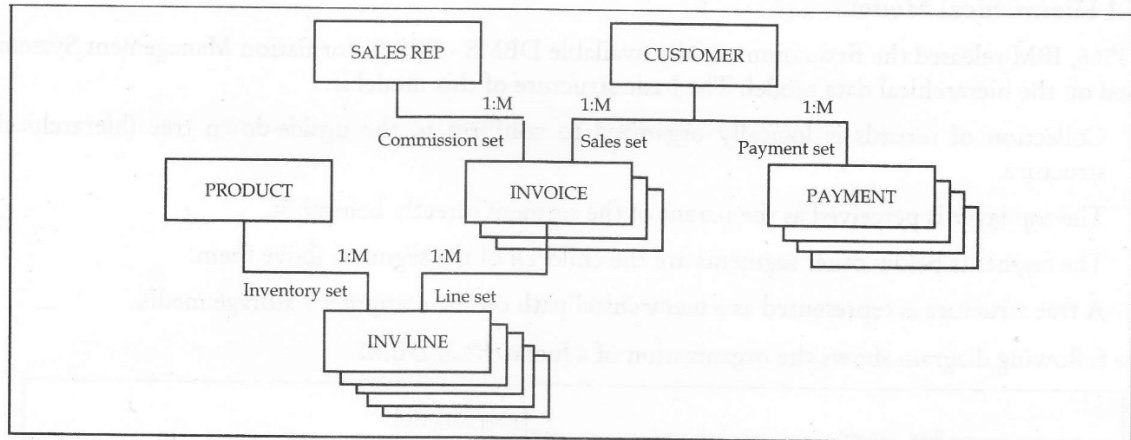 SALES REP
CUSTOMER
1:M
1:M
1:M
Commission set
Sales set
Payment set
PRODUCT
INVOICE
PAYMENT
1:M
1:M
Inventory set
Line set
INV LINE